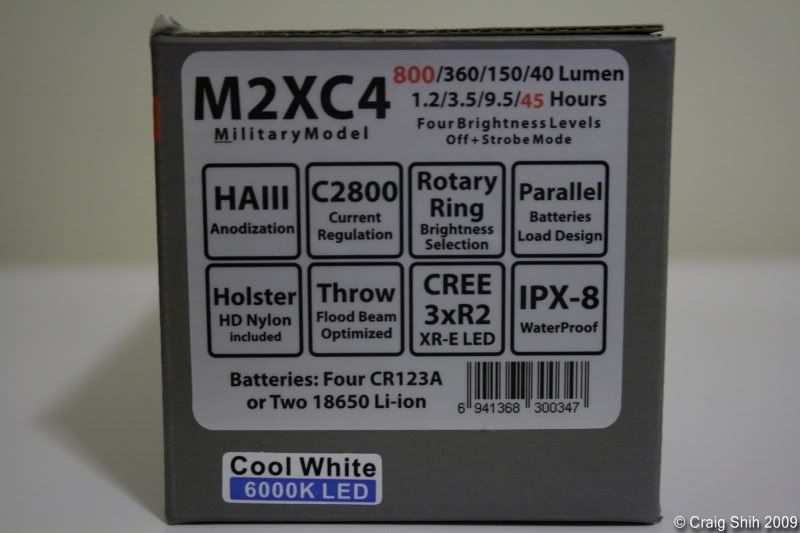 M2XC4
MilitaryModel
800/360/150/40 Lumen
1.2/3.5/9.5/45 Hours
Four Brightness Levels
Off + Strobe Mode
HAIII
Anodization
C2800
Current
Regulation
Rotary
Ring
Brightness
Selection
Parallel
Batteries
Load Design
Holster
HD Nylon
included
Throw
Flood Beam
Optimized
CREE
3xR2
XR-E LED
IPX-8
WaterProof
Batteries: Four CR123A
or Two 18650 Li-ion
6 941368 300347
Cool White
6000K LED
© Craig Shih 2009